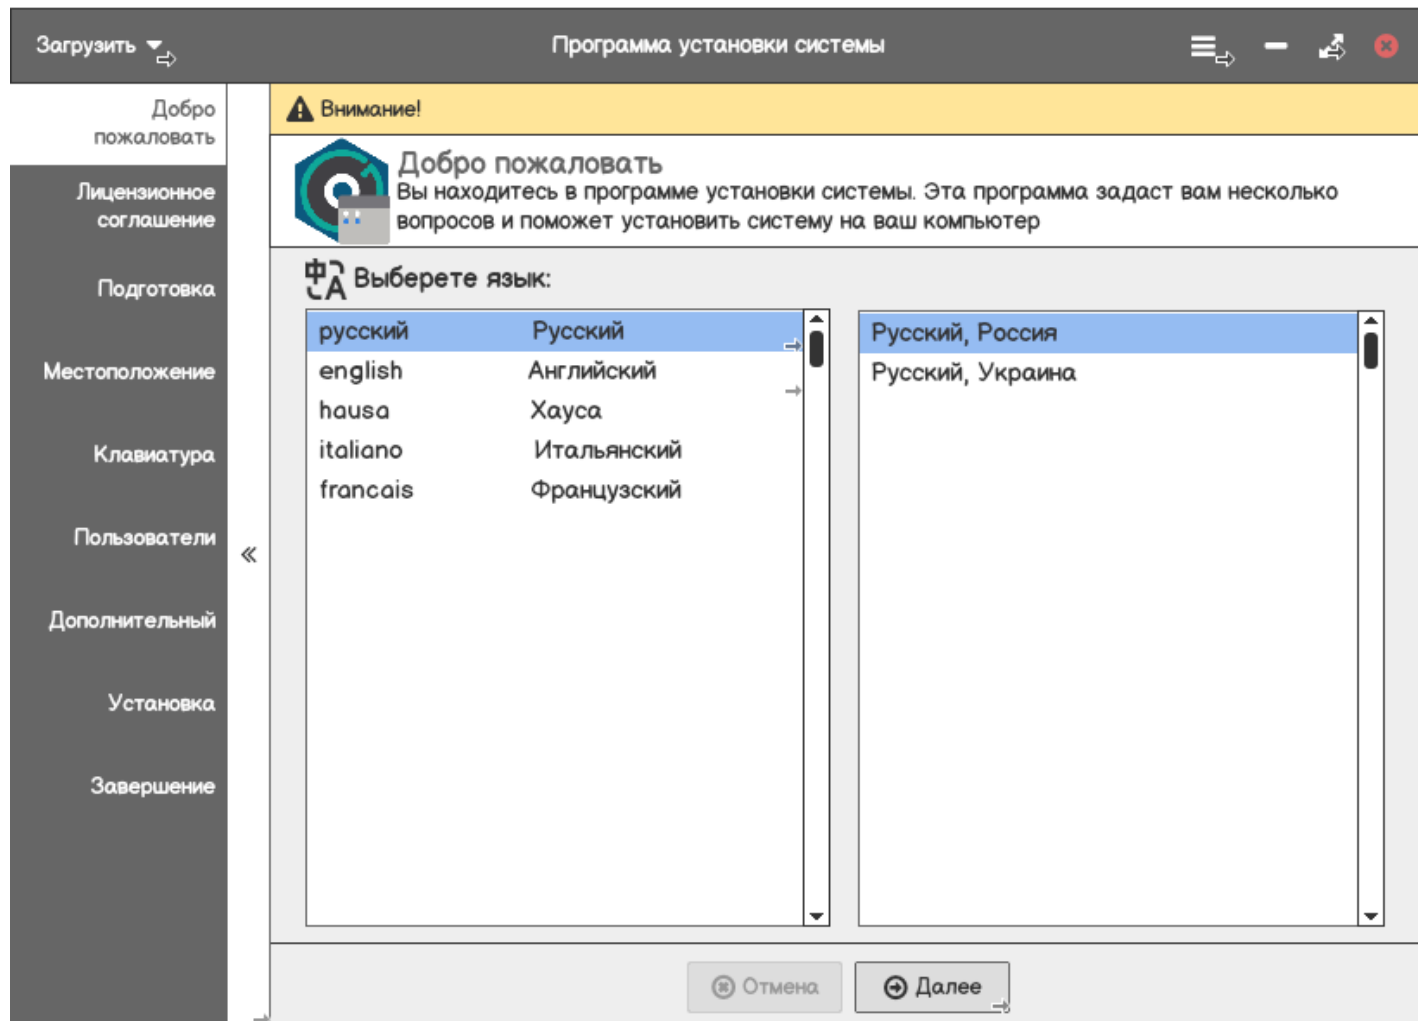 Загрузить
Программа установки системы
Добро
пожаловать
Лицензионное
соглашение
Подготовка
Местоположение
Клавиатура
Пользователи
Дополнительный
Установка
Завершение
«
Внимание!
Добро пожаловать
Вы находитесь в программе установки системы. Эта программа задаст вам несколько
вопросов и поможет установить систему на ваш компьютер
Выберете язык:
русский Русский
english Английский
hausa Хауса
italiano Итальянский
francais Французский
Русский, Россия
Русский, Украина
Отмена
Далее